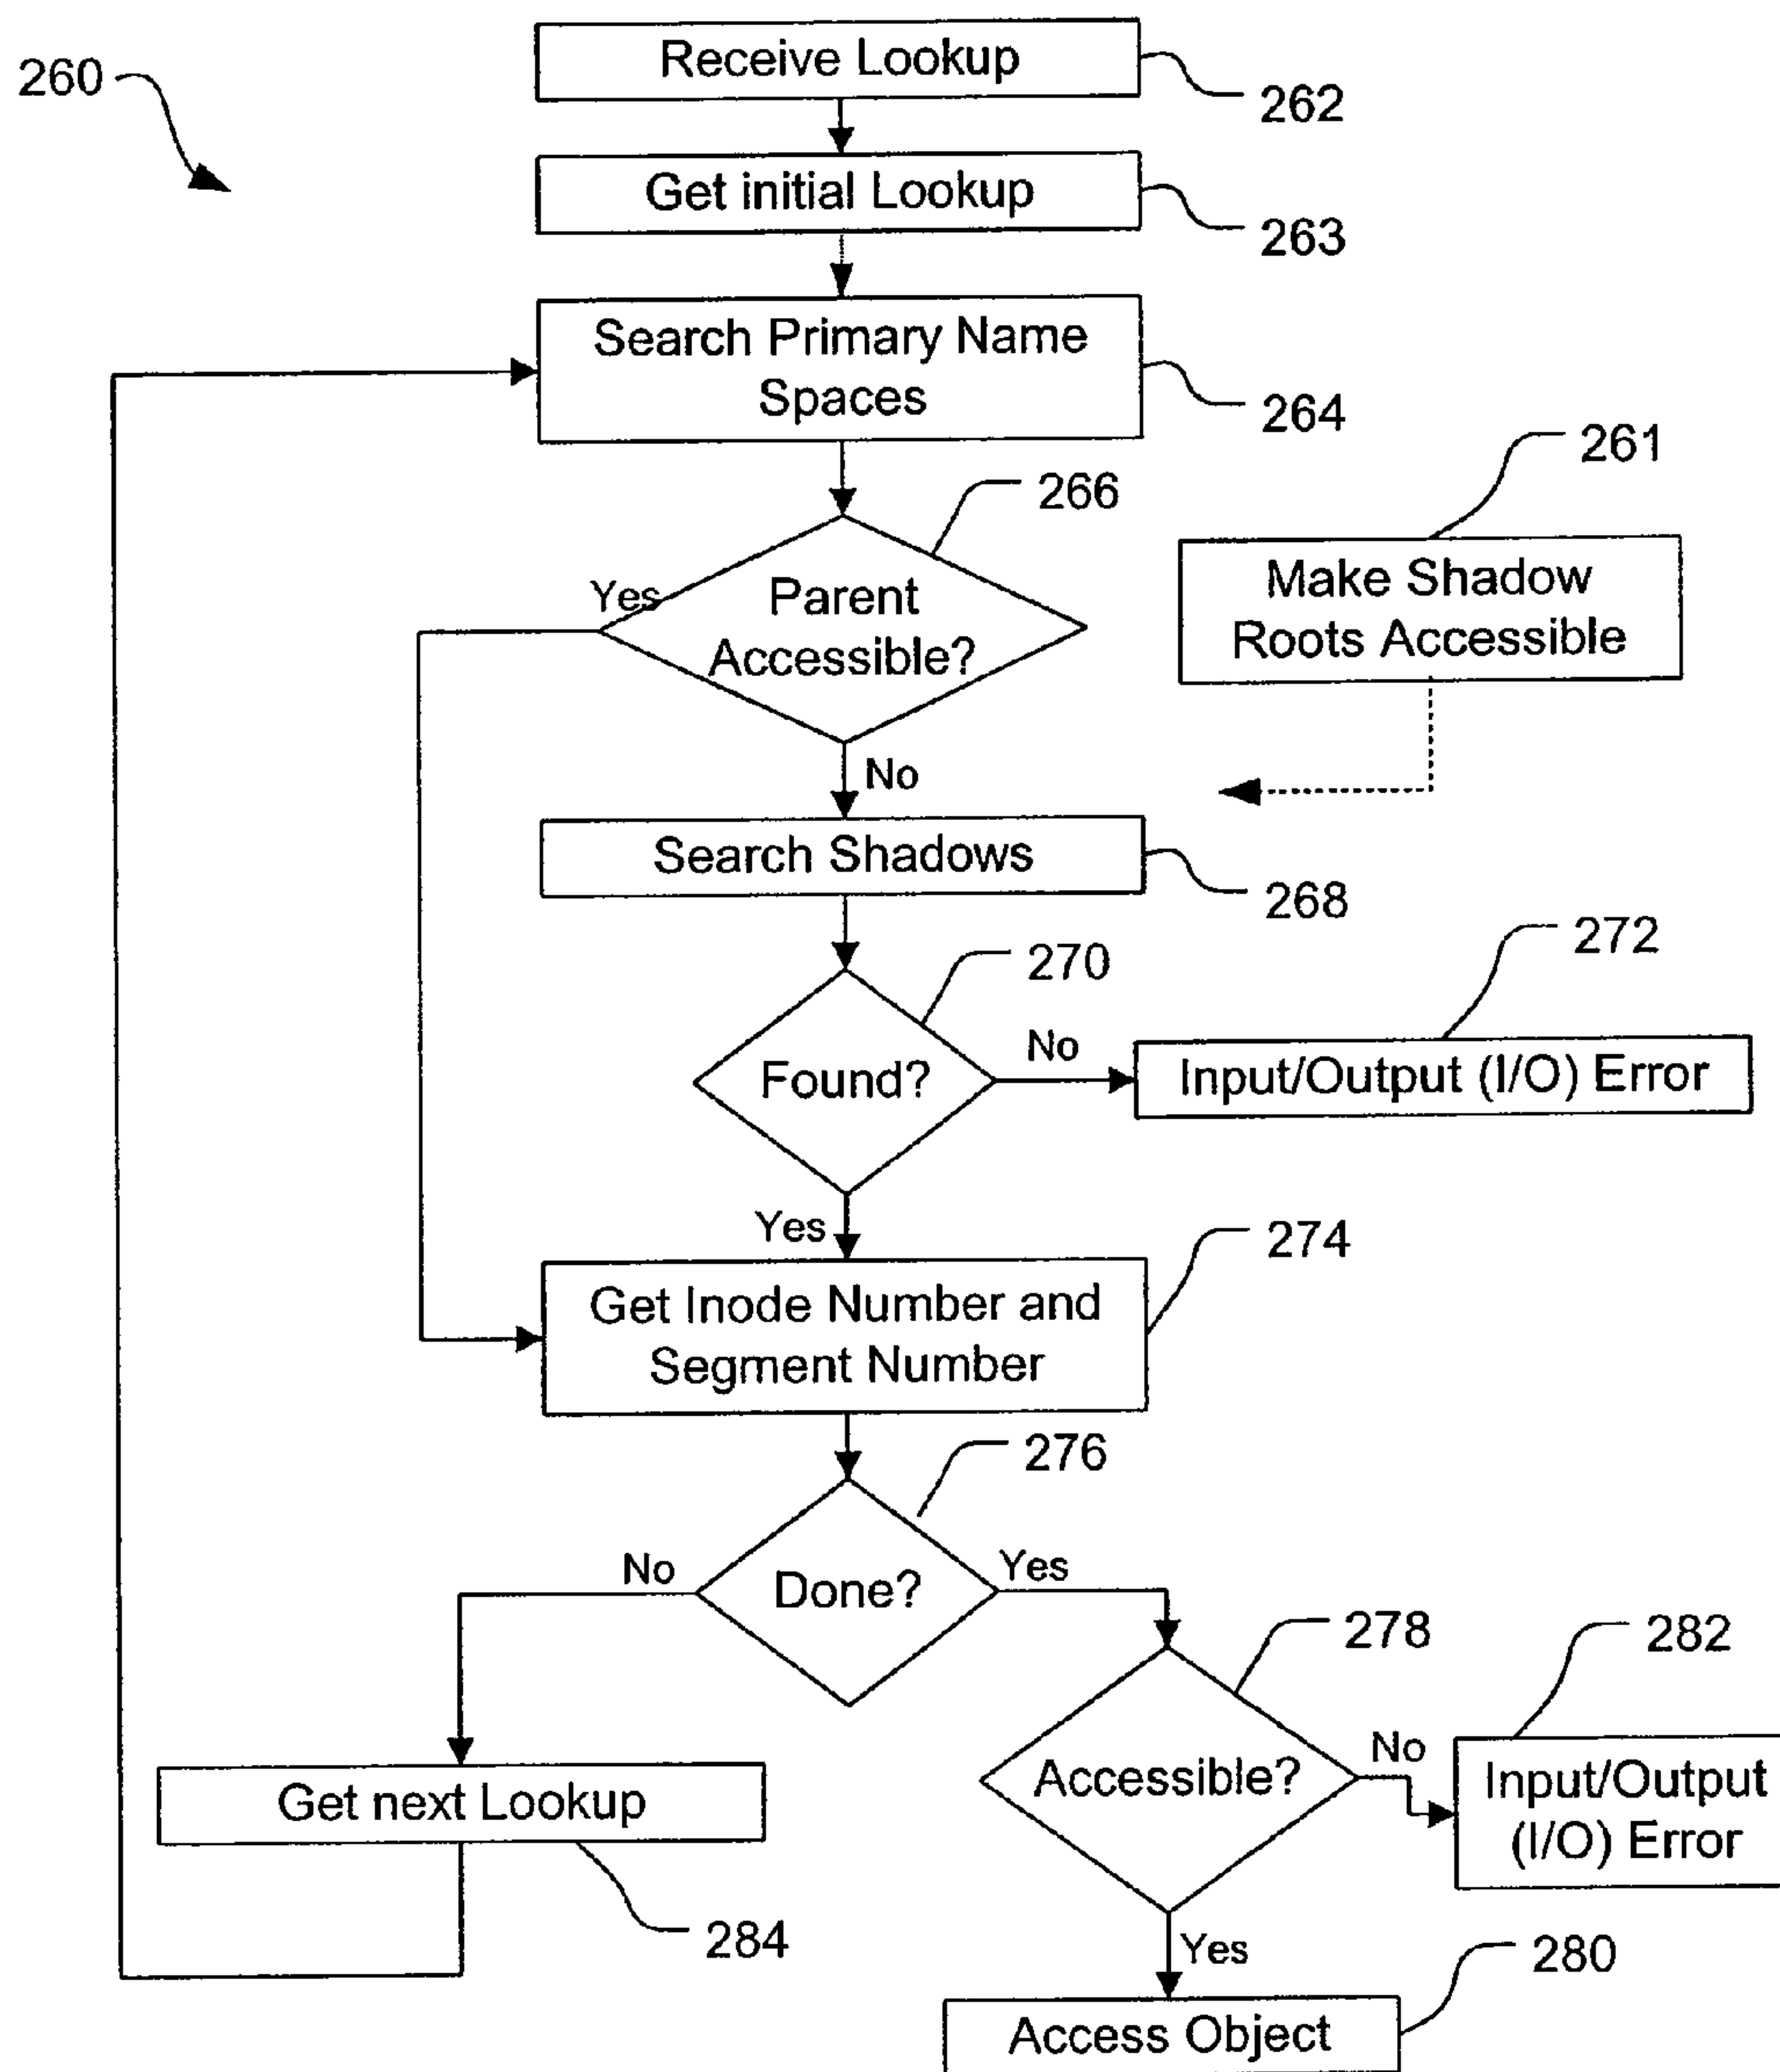 260
Receive Lookup
262
Get initial Lookup
263
Search Primary Name
Spaces
264
261
266
Make Shadow
Roots Accessible
Yes
Parent
Accessible?
No
Search Shadows
268
270
272
Found?
No
Input/Output (I/O) Error
Yes
274
Get Inode Number and
Segment Number
276
No
Done?
Yes
278
282
Accessible?
No
Input/Output
(I/O) Error
Get next Lookup
284
Yes
280
Access Object